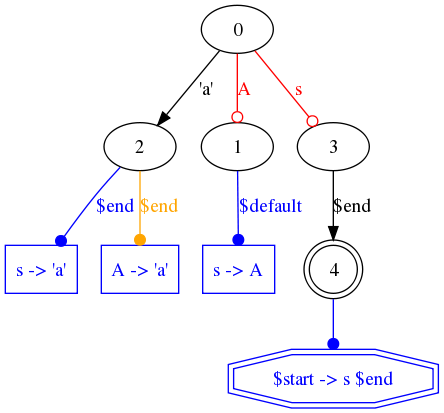 0
'a'
A
s
2
1
3
$end
$end
$default
$end
s -> 'a'
A -> 'a'
s -> A
4
$start -> s $end